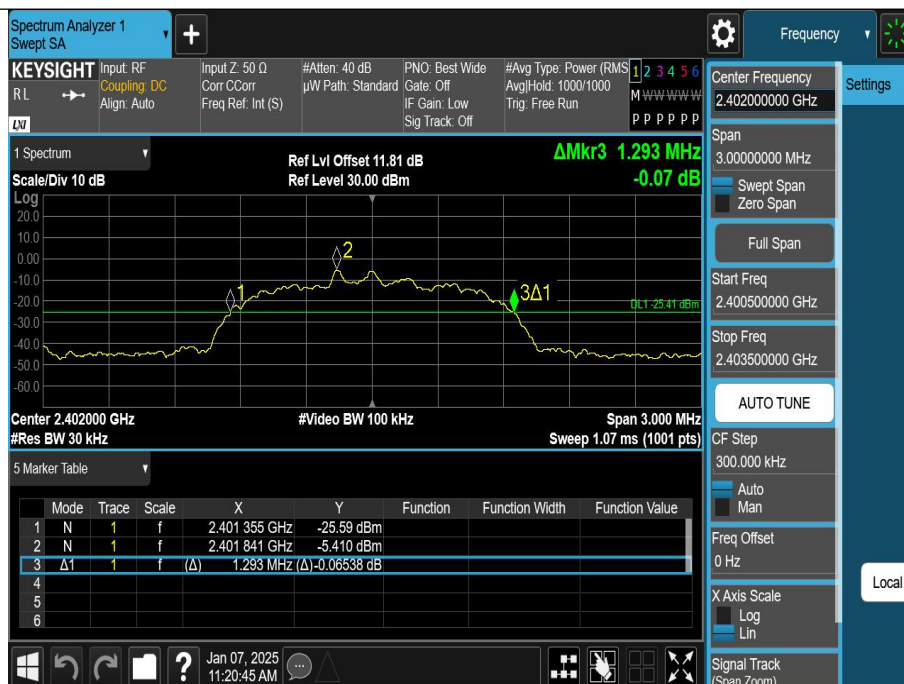 Spectrum Analyzer 1
Swept SA
Frequency
KEYSIGHT
RL
LXI
Input: RF
Coupling: DC
Align: Auto
Input Z: 50 Ω
Corr CCorr
Freq Ref: Int (S)
#Atten: 40 dB
µW Path: Standard
PNO: Best Wide
Gate: Off
IF Gain: Low
Sig Track: Off
#Avg Type: Power (RMS
Avg|Hold: 1000/1000
Trig: Free Run
1 2 3 4 5 6
M W W W W W
P P P P P P
Center Frequency
2.402000000 GHz
Settings
Span
3.00000000 MHz
Swept Span
Zero Span
Full Span
Start Freq
2.400500000 GHz
Stop Freq
2.403500000 GHz
AUTO TUNE
CF Step
300.000 kHz
Auto
Man
Freq Offset
0 Hz
X Axis Scale
Log
Lin
Signal Track
(Span Zoom)
Local
1 Spectrum
Scale/Div 10 dB
Ref Lvl Offset 11.81 dB
Ref Level 30.00 dBm
ΔMkr3 1.293 MHz
-0.07 dB
Log
20.0
10.0
0.00
-10.0
-20.0
-30.0
-40.0
-50.0
-60.0
1
2
3Δ1
DL1 -25.41 dBm
Center 2.402000 GHz
#Video BW 100 kHz
Span 3.000 MHz
#Res BW 30 kHz
Sweep 1.07 ms (1001 pts)
5 Marker Table
Mode Trace Scale X Y Function Function Width Function Value
1 N 1 f 2.401 355 GHz -25.59 dBm
2 N 1 f 2.401 841 GHz -5.410 dBm
3 Δ1 1 f (Δ) 1.293 MHz (Δ) -0.06538 dB
4
5
6
?
Jan 07, 2025
11:20:45 AM